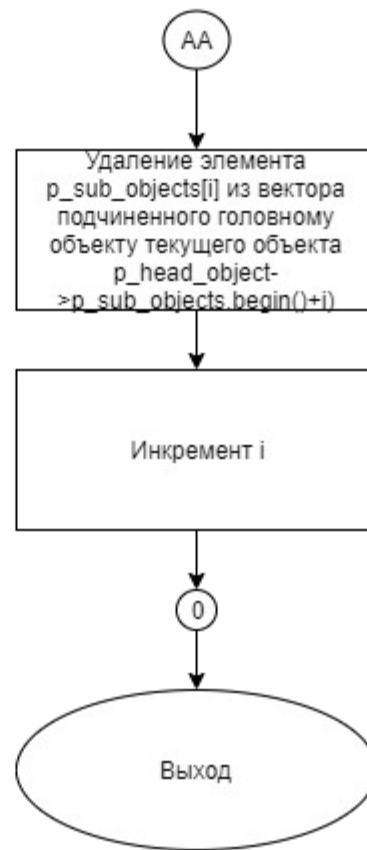 AA
Удаление элемента
p_sub_objects[i] из вектора
подчиненного головному
объекту текущего объекта
p_head_object-
>p_sub_objects.begin()+i)
Инкремент i
0
Выход